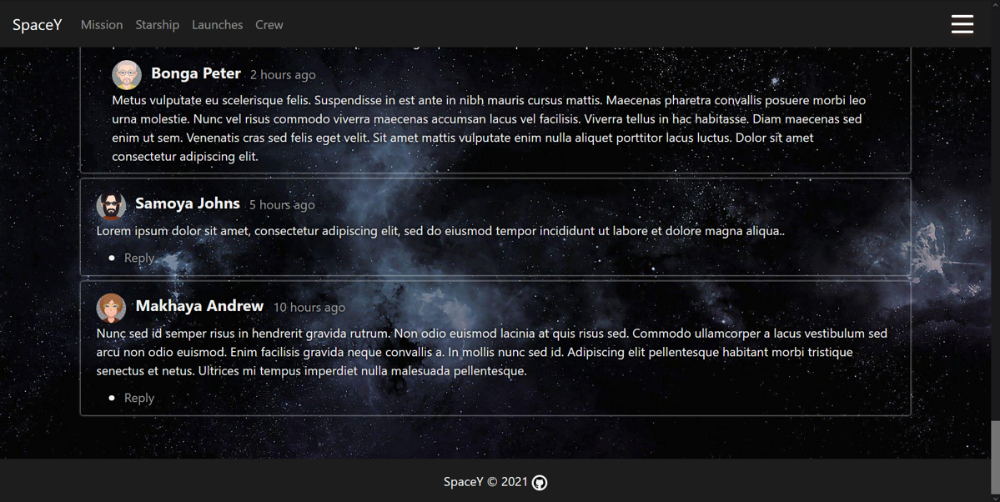 SpaceY Mission Starship Launches Crew
Bonga Peter 2 hours ago
Metus vulputate eu scelerisque felis. Suspendisse in est ante in nibh mauris cursus mattis. Maecenas pharetra convallis posuere morbi leo
urna molestie. Nunc vel risus commodo viverra maecenas accumsan lacus vel facilisis. Viverra tellus in hac habitasse. Diam maecenas sed
enim ut sem. Venenatis cras sed felis eget velit. Sit amet mattis vulputate enim nulla aliquet porttitor lacus luctus. Dolor sit amet
consectetur adipiscing elit.
Samoya Johns 5 hours ago
Lorem ipsum dolor sit amet, consectetur adipiscing elit, sed do eiusmod tempor incididunt ut labore et dolore magna aliqua..
Reply
Makhaya Andrew 10 hours ago
Nunc sed id semper risus in hendrerit gravida rutrum. Non odio euismod lacinia at quis risus sed. Commodo ullamcorper a lacus vestibulum sed
arcu non odio euismod. Enim facilisis gravida neque convallis a. In mollis nunc sed id. Adipiscing elit pellentesque habitant morbi tristique
senectus et netus. Ultrices mi tempus imperdiet nulla malesuada pellentesque.
Reply
SpaceY © 2021